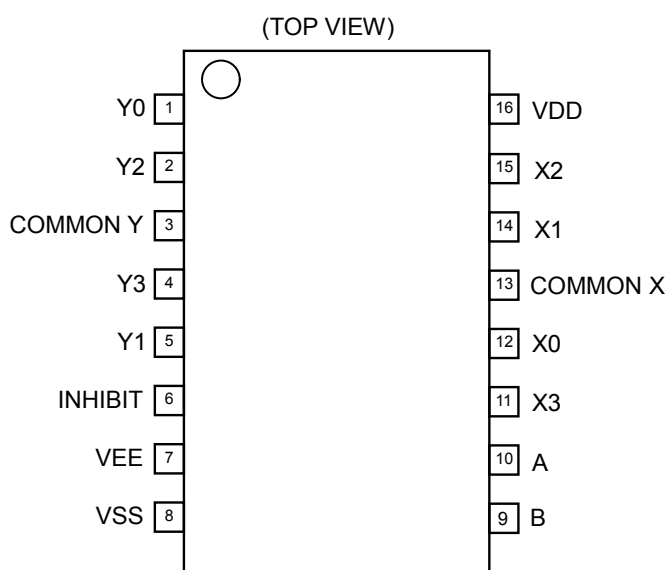 (TOP VIEW)
Y0 1
Y2 2
COMMON Y 3
Y3 4
Y1 5
INHIBIT 6
VEE 7
VSS 8
16 VDD
15 X2
14 X1
13 COMMON X
12 X0
11 X3
10 A
9 B